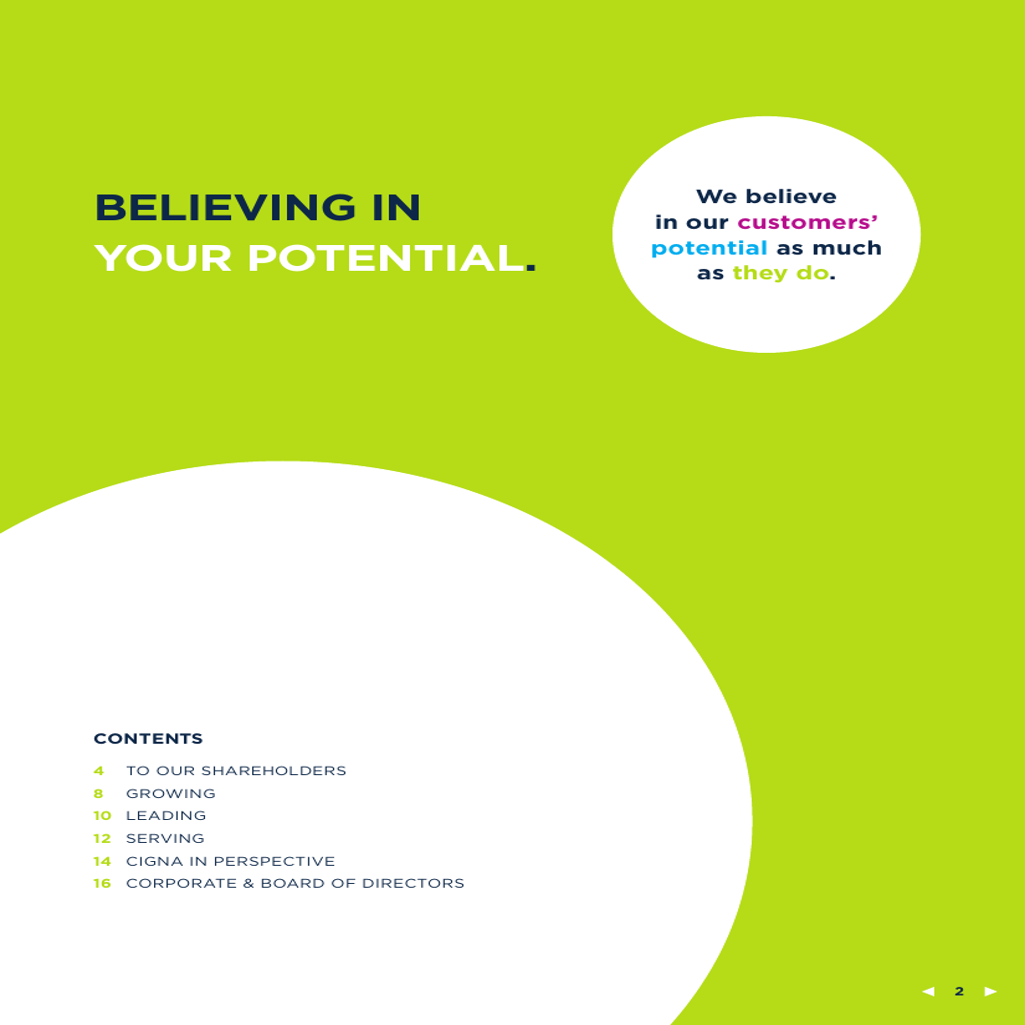 BELIEVING IN
YOUR POTENTIAL.
We believe
in our customers’
potential as much
as they do.
CONTENTS
4 TO OUR SHAREHOLDERS
8 GROWING
10 LEADING
12 SERVING
14 CIGNA IN PERSPECTIVE
16 CORPORATE & BOARD OF DIRECTORS
2